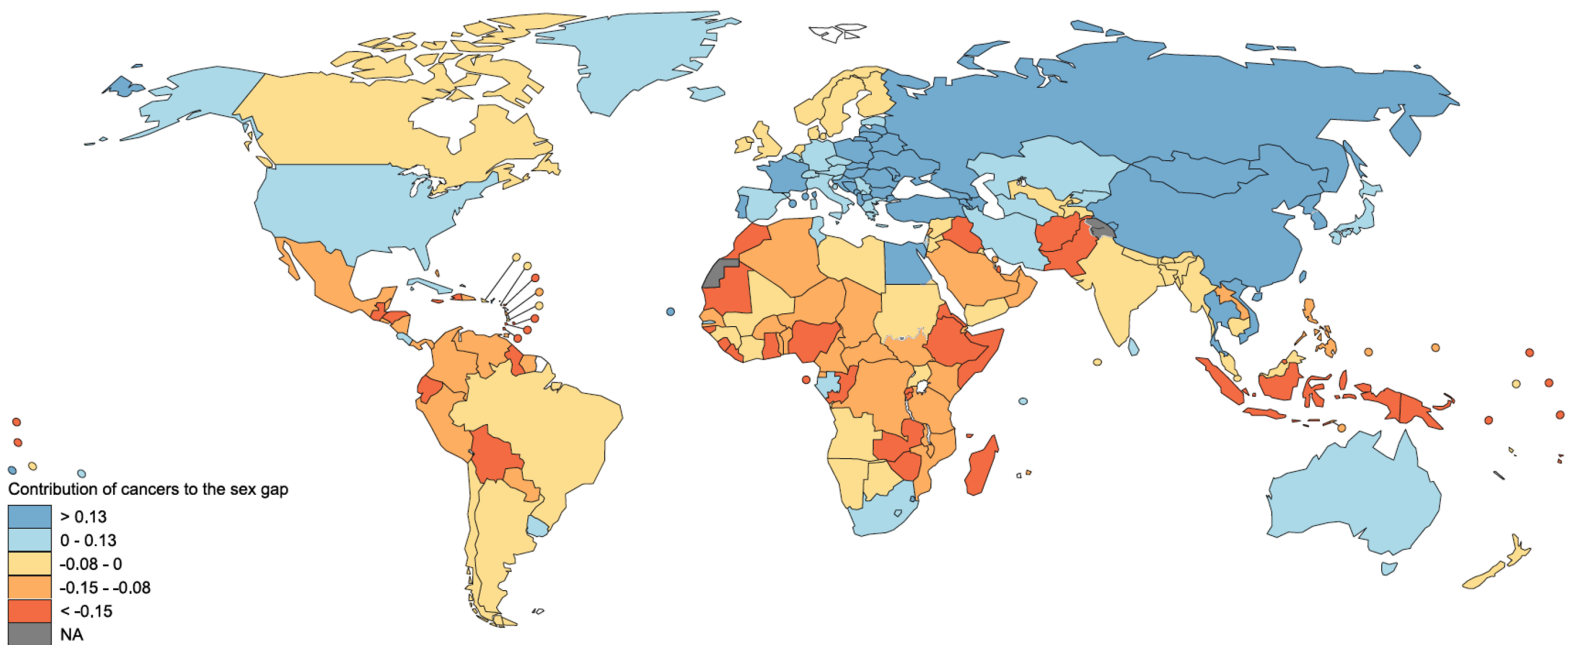 Contribution of cancers to the sex gap
> 0.13
0 - 0.13
-0.08 - 0
-0.15 - -0.08
< -0.15
NA